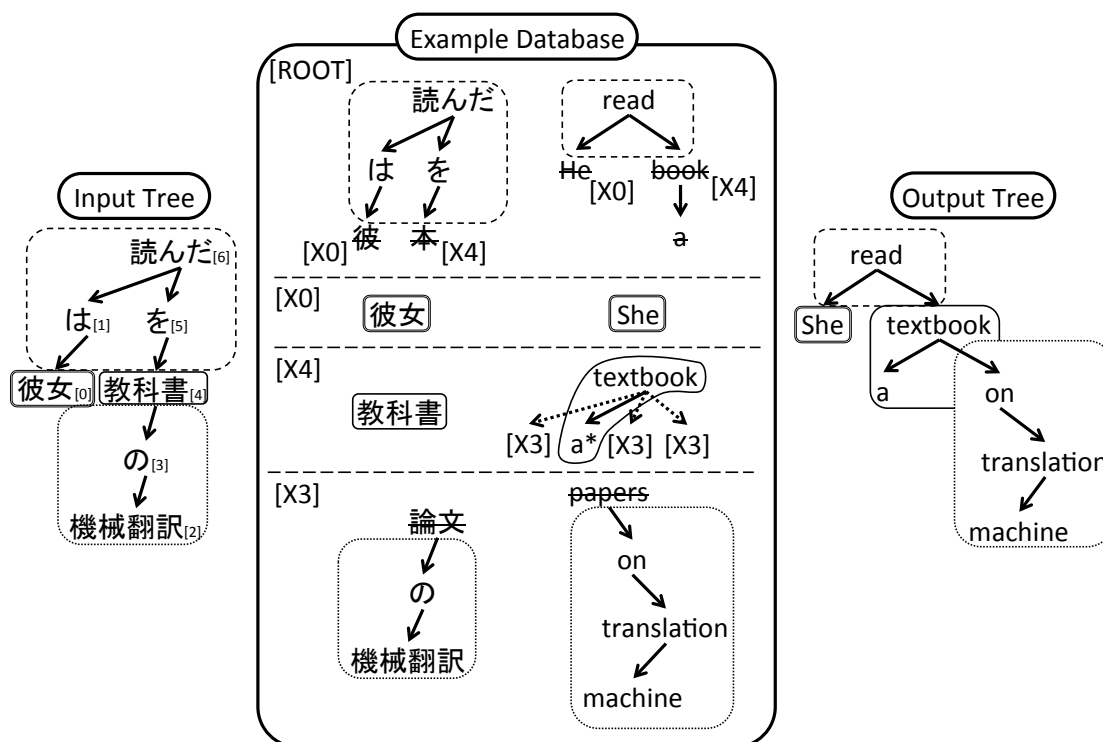 Example Database
Input Tree
読んだ[6]
は[1]
を[5]
彼女[0]
教科書[4]
の[3]
機械翻訳[2]
[ROOT]
読んだ
read
は
を
He
[X0]
book
[X4]
[X0]
彼
本
[X4]
a
[X0]
彼女
She
[X4]
教科書
textbook
[X3]
a*
[X3]
[X3]
[X3]
論文
papers
の
on
機械翻訳
translation
machine
Output Tree
read
She
textbook
a
on
translation
machine